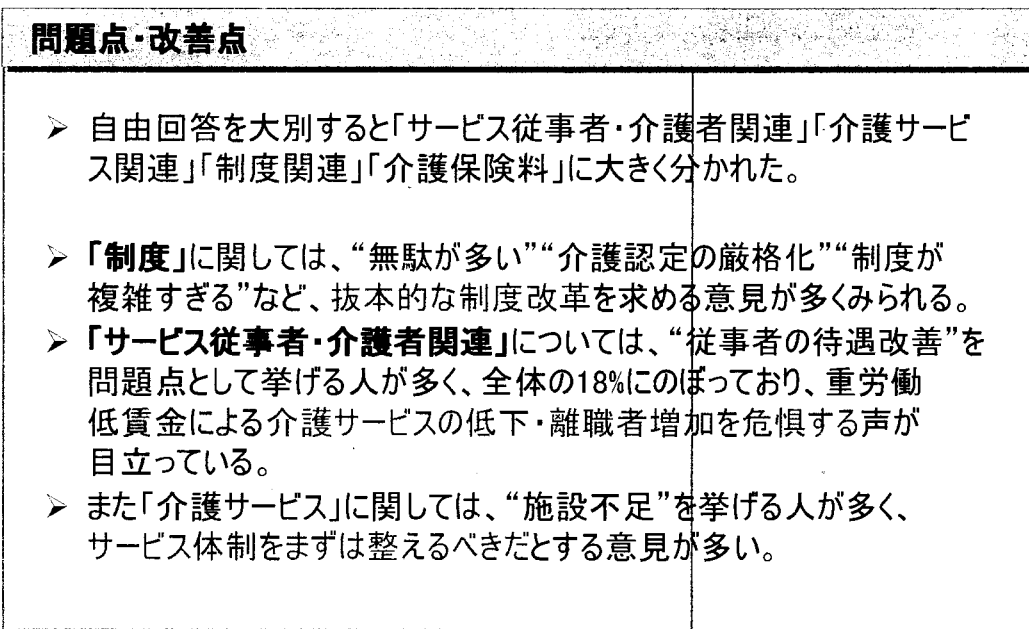 問題点・改善点
➢ 自由回答を大別すると「サービス従事者・介護者関連」「介護サービ
ス関連」「制度関連」「介護保険料」に大きく分かれた。
➢ 「制度」に関しては、“無駄が多い”“介護認定の厳格化”“制度が
複雑すぎる”など、抜本的な制度改革を求める意見が多くみられる。
➢ 「サービス従事者・介護者関連」については、“従事者の待遇改善”を
問題点として挙げる人が多く、全体の18%にのぼっており、重労働
低賃金による介護サービスの低下・離職者増加を危惧する声が
目立っている。
➢ また「介護サービス」に関しては、“施設不足”を挙げる人が多く、
サービス体制をまずは整えるべきだとする意見が多い。